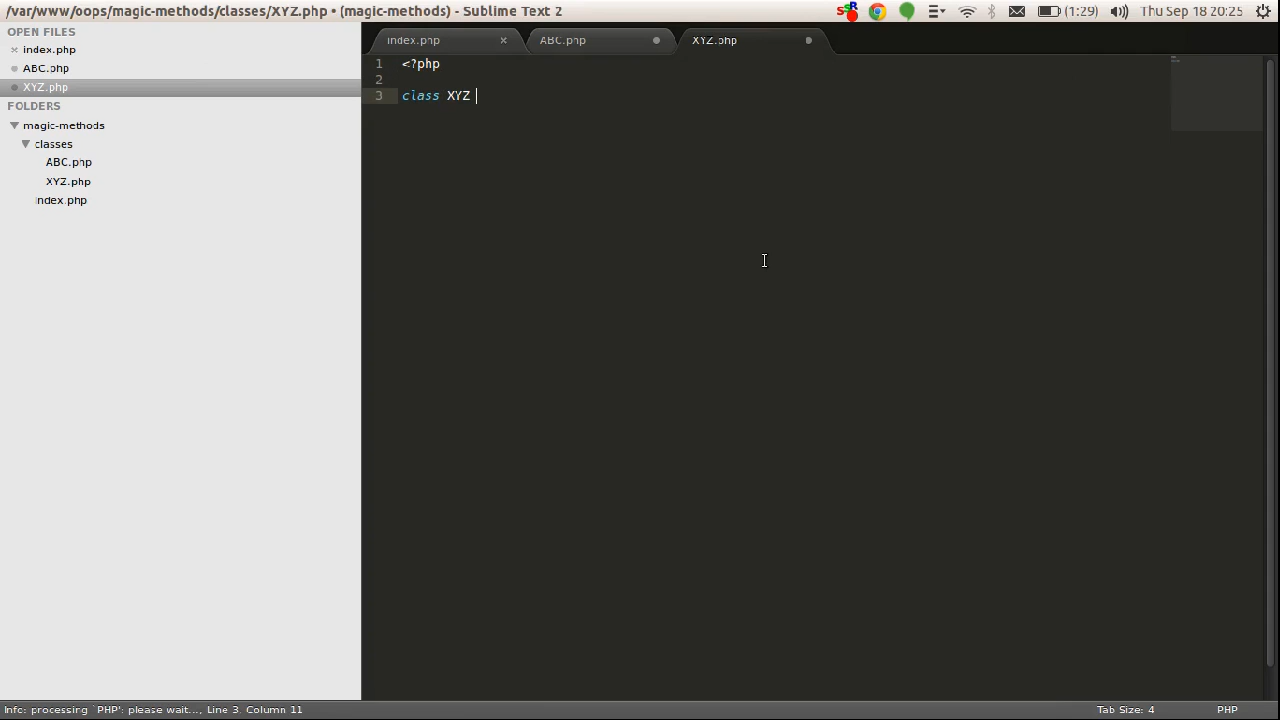 /var/www/oops/magic-methods/classes/XYZ.php • (magic-methods) - Sublime Text 2
(1:29) Thu Sep 18 20:25
OPEN FILES
index.php
ABC.php
XYZ.php
FOLDERS
magic-methods
classes
ABC.php
XYZ.php
index.php
index.php
ABC.php
XYZ.php
1 <?php
2
3 class XYZ
Info: processing `PHP': please wait..., Line 3, Column 11
Tab Size: 4
PHP